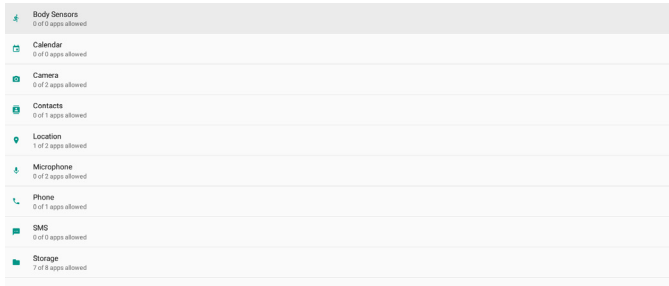 Body Sensors
0 of 0 apps allowed
Calendar
0 of 0 apps allowed
Camera
0 of 2 apps allowed
Contacts
0 of 1 apps allowed
Location
1 of 2 apps allowed
Microphone
0 of 2 apps allowed
Phone
0 of 1 apps allowed
SMS
0 of 0 apps allowed
Storage
7 of 8 apps allowed